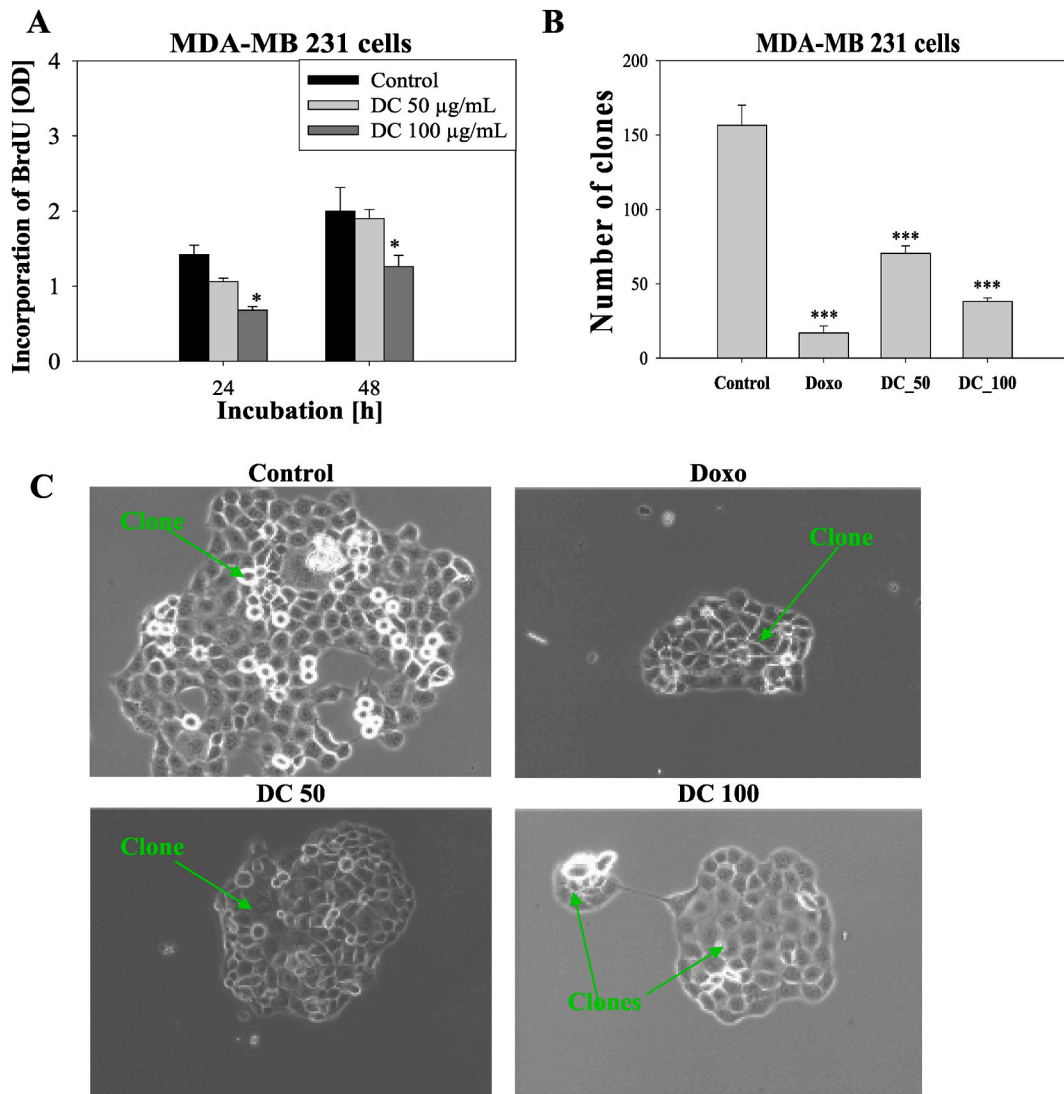 A
MDA-MB 231 cells
Incorporation of BrdU [OD]
4
3
2
1
0
Control
DC 50 µg/mL
DC 100 µg/mL
*
*
24
48
Incubation [h]
B
MDA-MB 231 cells
Number of clones
200
150
100
50
0
***
***
***
Control
Doxo
DC_50
DC_100
C
Control
Clone
Doxo
Clone
DC 50
Clone
DC 100
Clones